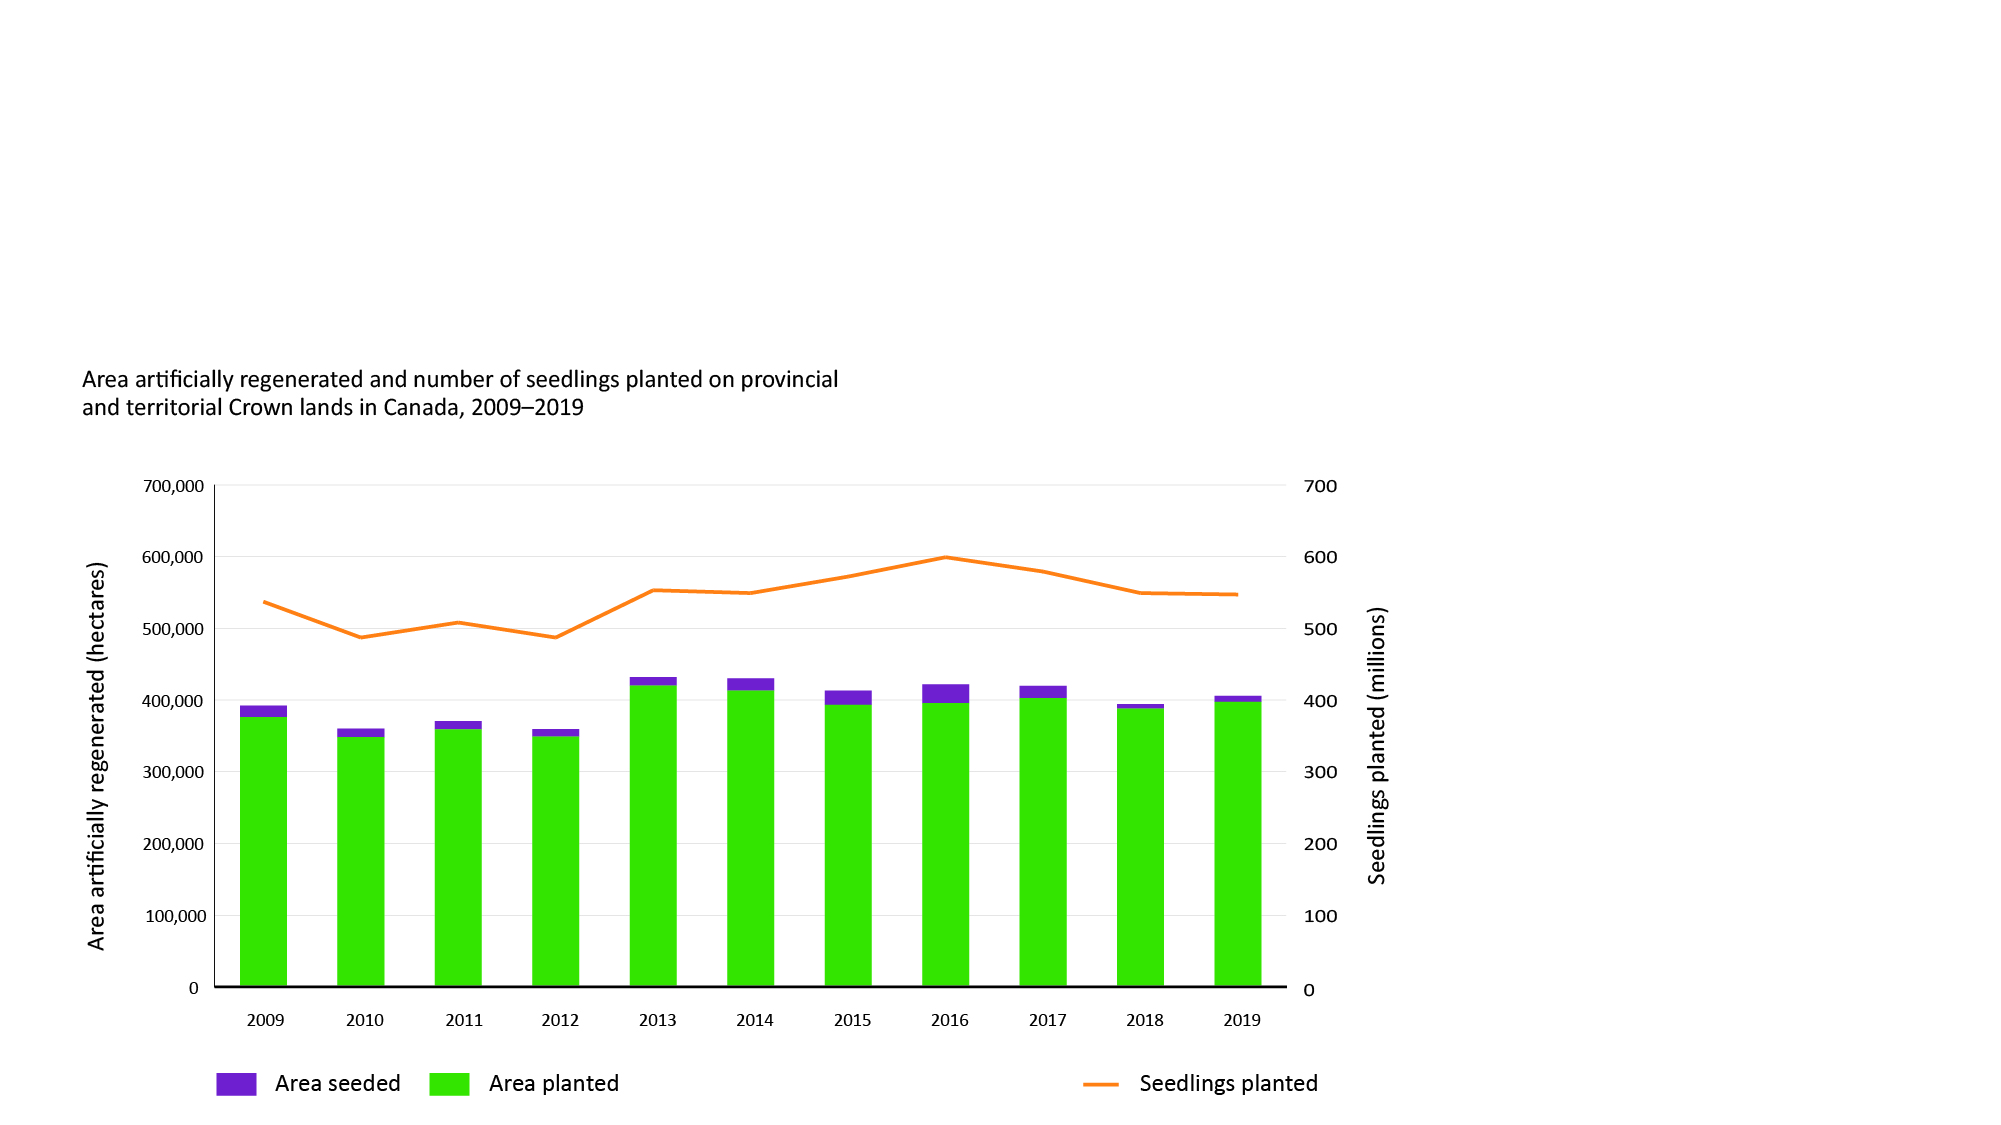 Area artificially regenerated and number of seedlings planted on provincial
and territorial Crown lands in Canada, 2009–2019
Area artificially regenerated (hectares)
700,000
600,000
500,000
400,000
300,000
200,000
100,000
0
700
600
500
400
300
200
100
0
Seedlings planted (millions)
2009 2010 2011 2012 2013 2014 2015 2016 2017 2018 2019
Area seeded Area planted Seedlings planted